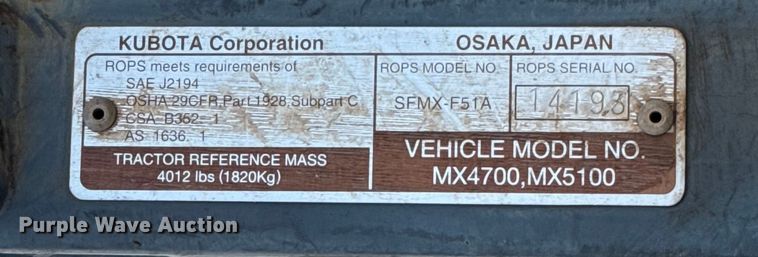 KUBOTA Corporation
OSAKA, JAPAN
ROPS meets requirements of
SAE J2194
OSHA 29CFR, Part 1928, Subpart C
CSA B352. 1
AS 1636. 1
TRACTOR REFERENCE MASS
4012 lbs (1820Kg)
ROPS MODEL NO.
SFMX-F51A
ROPS SERIAL NO.
14198
VEHICLE MODEL NO.
MX4700,MX5100
Purple Wave Auction